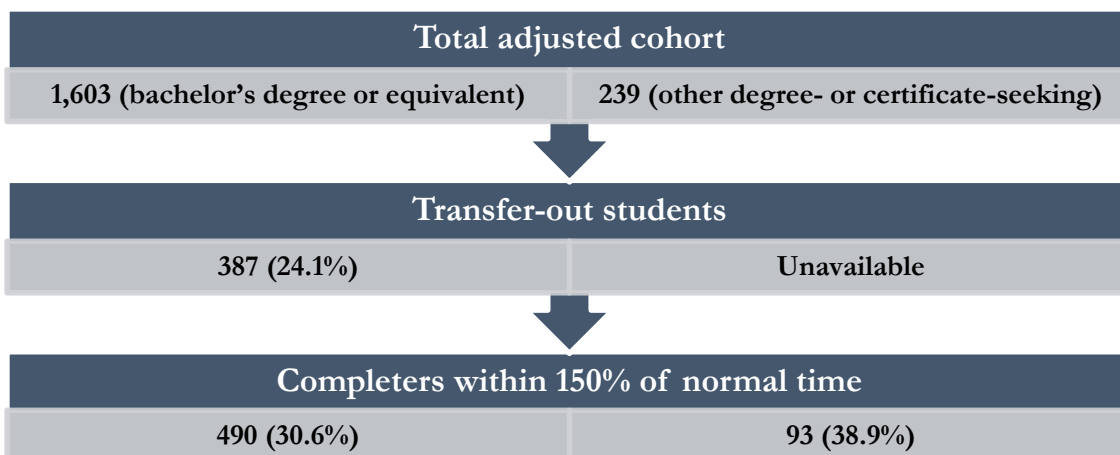 Total adjusted cohort
1,603 (bachelor's degree or equivalent) 239 (other degree- or certificate-seeking)
Transfer-out students
387 (24.1%) Unavailable
Completers within 150% of normal time
490 (30.6%) 93 (38.9%)